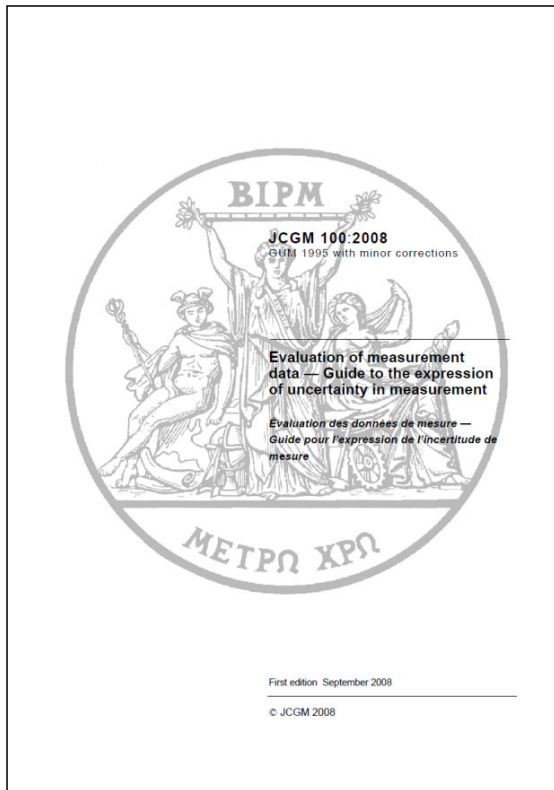 BIPM
JCGM 100:2008
GUM 1995 with minor corrections
Evaluation of measurement
data — Guide to the expression
of uncertainty in measurement
Évaluation des données de mesure —
Guide pour l'expression de l'incertitude de
mesure
ΜΕΤΡΩ ΧΡΩ
First edition September 2008
© JCGM 2008